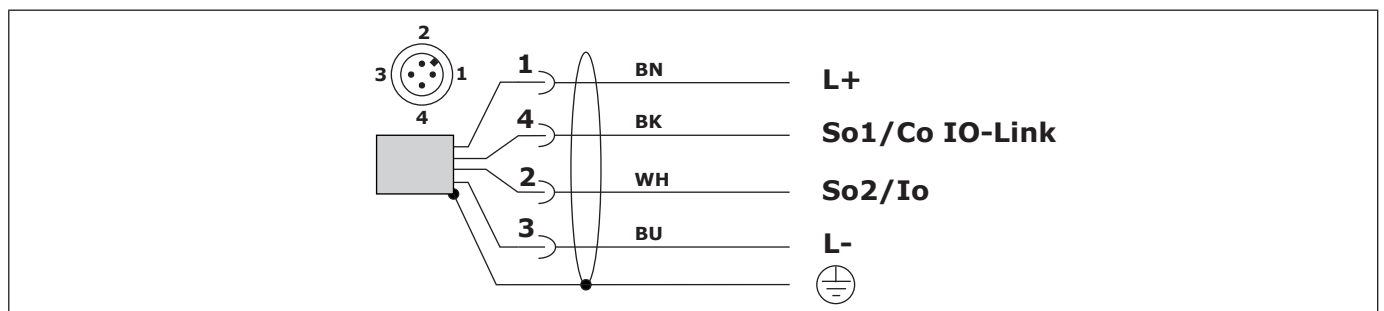 2
3 1
4
1 BN L+
4 BK So1/Co IO-Link
2 WH So2/Io
3 BU L-